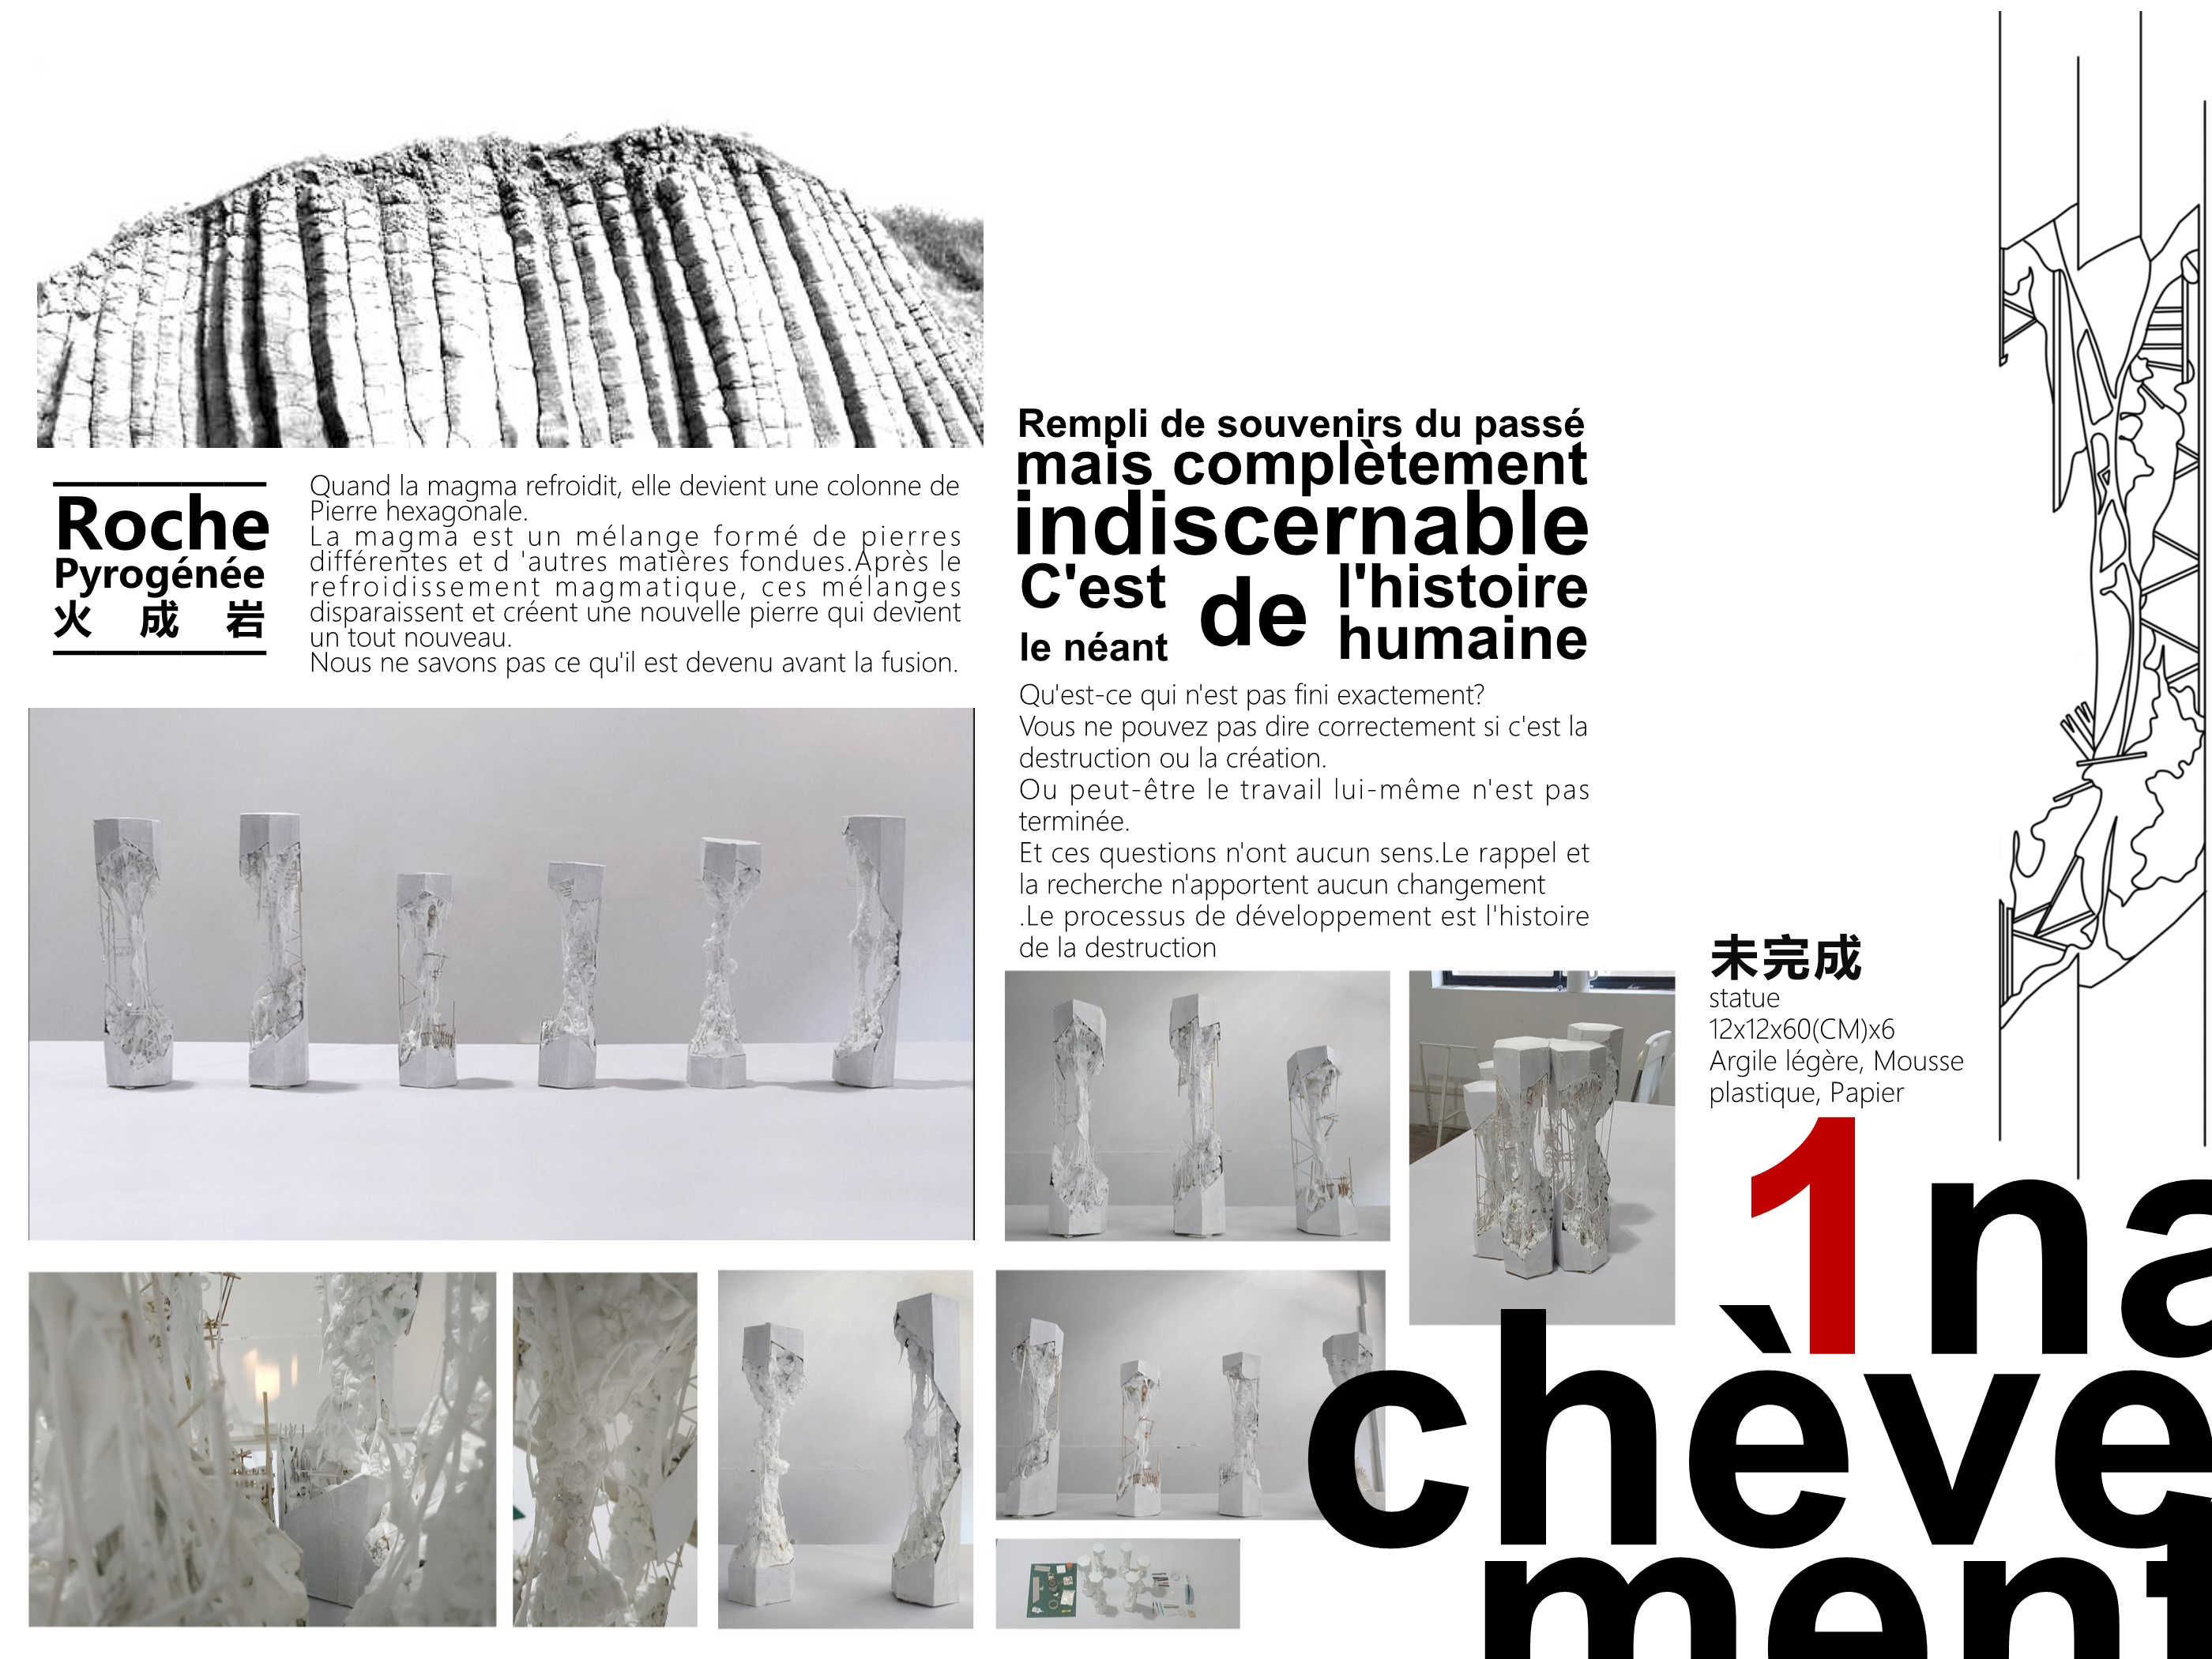 Roche
Pyrogénée
火成岩
Quand la magma refroidit, elle devient une colonne de
Pierre hexagonale.
La magma est un mélange formé de pierres
différentes et d 'autres matières fondues.Après le
refroidissement magmatique, ces mélanges
disparaissent et créent une nouvelle pierre qui devient
un tout nouveau.
Nous ne savons pas ce qu'il est devenu avant la fusion.
Rempli de souvenirs du passé
mais complètement
indiscernable
C'est
le néant
de
l'histoire
humaine
Qu'est-ce qui n'est pas fini exactement?
Vous ne pouvez pas dire correctement si c'est la
destruction ou la création.
Ou peut-être le travail lui-même n'est pas
terminée.
Et ces questions n'ont aucun sens.Le rappel et
la recherche n'apportent aucun changement
.Le processus de développement est l'histoire
de la destruction
未完成
statue
12x12x60(CM)x6
Argile légère, Mousse
plastique, Papier
1na
chève
ment